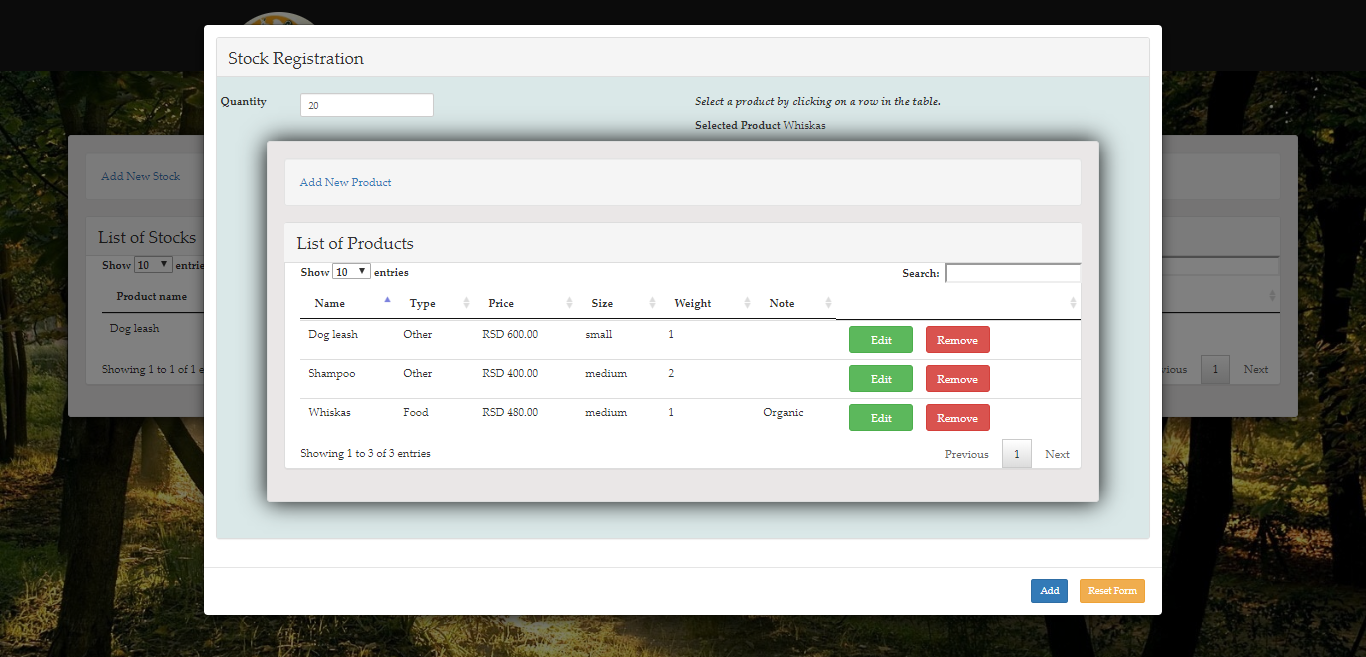 Stock Registration
Quantity
20
Select a product by clicking on a row in the table.
Selected Product Whiskas
Add New Stock
List of Stocks
Show 10 entrie
Product name
Dog leash
Showing 1 to 1 of 1 e
Add New Product
List of Products
Show 10 entries
Search:
Name Type Price Size Weight Note
Dog leash Other RSD 600.00 small 1 Edit Remove
Shampoo Other RSD 400.00 medium 2 Edit Remove
Whiskas Food RSD 480.00 medium 1 Organic Edit Remove
Showing 1 to 3 of 3 entries
Previous 1 Next
vious 1 Next
Add Reset Form